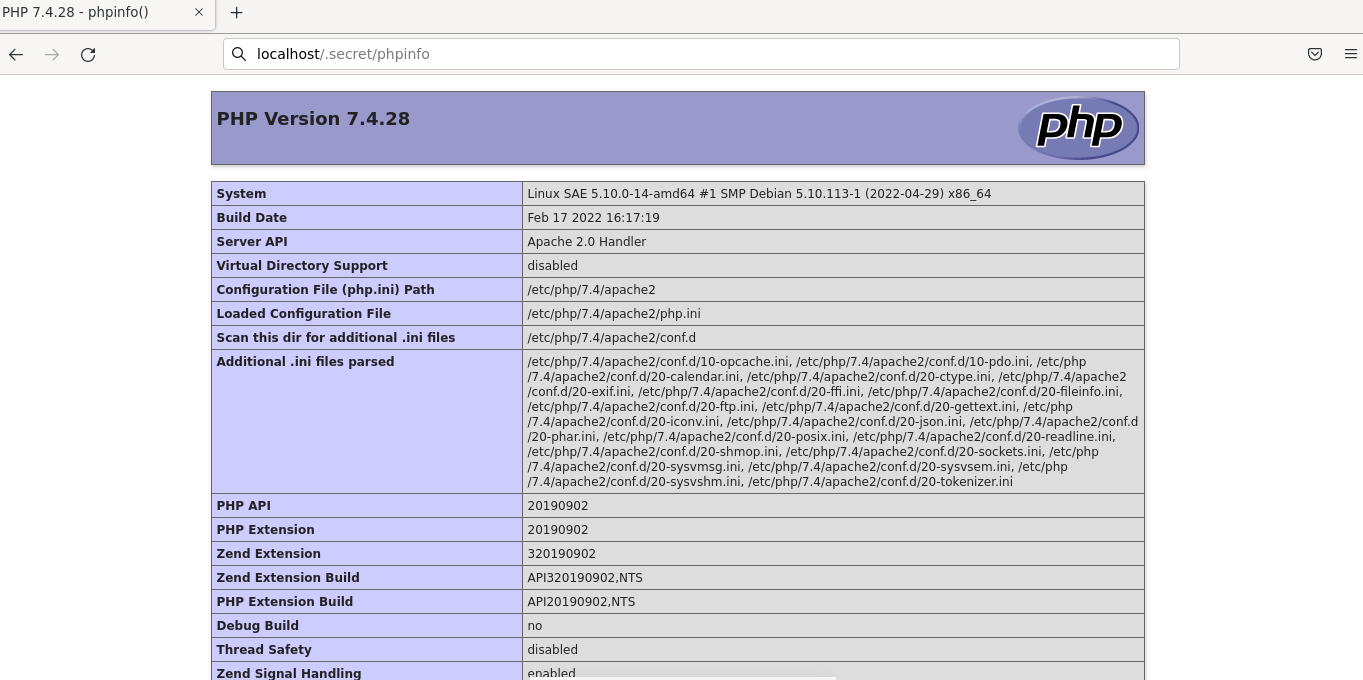 PHP 7.4.28 - phpinfo()
localhost/.secret/phpinfo
PHP Version 7.4.28
php
System Linux SAE 5.10.0-14-amd64 #1 SMP Debian 5.10.113-1 (2022-04-29) x86_64
Build Date Feb 17 2022 16:17:19
Server API Apache 2.0 Handler
Virtual Directory Support disabled
Configuration File (php.ini) Path /etc/php/7.4/apache2
Loaded Configuration File /etc/php/7.4/apache2/php.ini
Scan this dir for additional .ini files /etc/php/7.4/apache2/conf.d
Additional .ini files parsed /etc/php/7.4/apache2/conf.d/10-opcache.ini, /etc/php/7.4/apache2/conf.d/10-pdo.ini, /etc/php
/7.4/apache2/conf.d/20-calendar.ini, /etc/php/7.4/apache2/conf.d/20-ctype.ini, /etc/php/7.4/apache2
/conf.d/20-exif.ini, /etc/php/7.4/apache2/conf.d/20-ffi.ini, /etc/php/7.4/apache2/conf.d/20-fileinfo.ini,
/etc/php/7.4/apache2/conf.d/20-ftp.ini, /etc/php/7.4/apache2/conf.d/20-gettext.ini, /etc/php
/7.4/apache2/conf.d/20-iconv.ini, /etc/php/7.4/apache2/conf.d/20-json.ini, /etc/php/7.4/apache2/conf.d
/20-phar.ini, /etc/php/7.4/apache2/conf.d/20-posix.ini, /etc/php/7.4/apache2/conf.d/20-readline.ini,
/etc/php/7.4/apache2/conf.d/20-shmop.ini, /etc/php/7.4/apache2/conf.d/20-sockets.ini, /etc/php
/7.4/apache2/conf.d/20-sysvmsg.ini, /etc/php/7.4/apache2/conf.d/20-sysvsem.ini, /etc/php
/7.4/apache2/conf.d/20-sysvshm.ini, /etc/php/7.4/apache2/conf.d/20-tokenizer.ini
PHP API 20190902
PHP Extension 20190902
Zend Extension 320190902
Zend Extension Build API320190902,NTS
PHP Extension Build API20190902,NTS
Debug Build no
Thread Safety disabled
Zend Signal Handling enabled